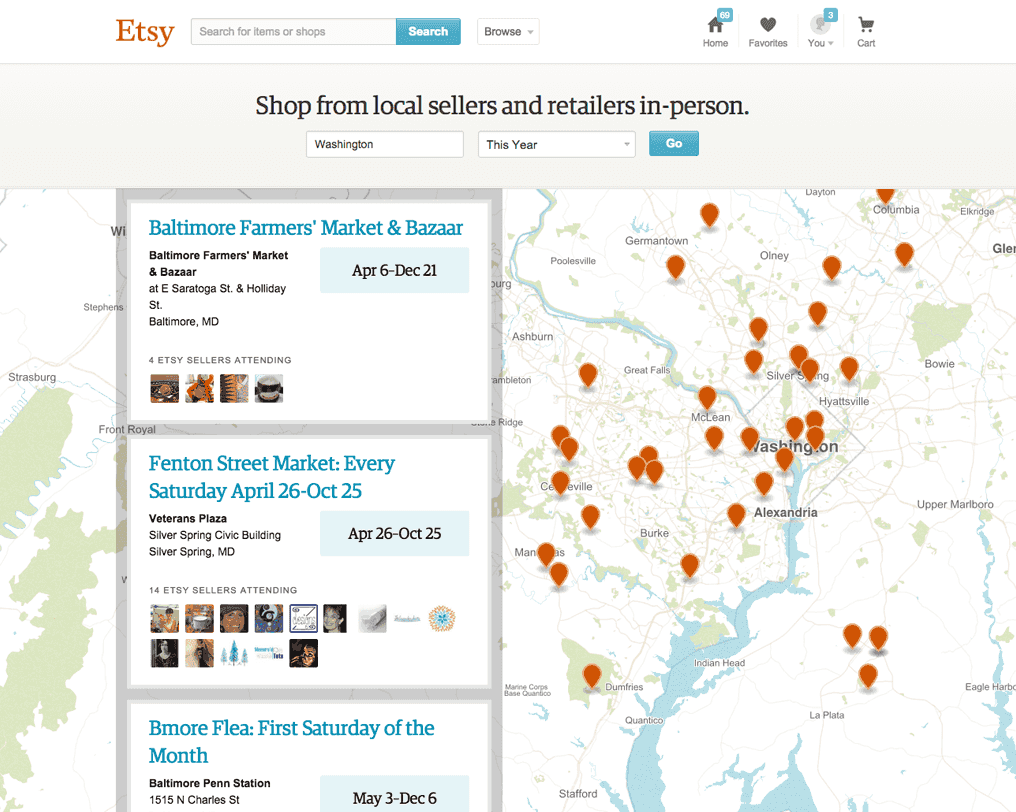 Etsy
Search for items or shops
Search
Browse
69
Home
Favorites
3
You
Cart
Shop from local sellers and retailers in-person.
Washington
This Year
Go
Baltimore Farmers' Market & Bazaar
Baltimore Farmers' Market
& Bazaar
at E Saratoga St. & Holliday
St.
Baltimore, MD
Apr 6-Dec 21
4 ETSY SELLERS ATTENDING
Fenton Street Market: Every
Saturday April 26-Oct 25
Veterans Plaza
Silver Spring Civic Building
Silver Spring, MD
Apr 26-Oct 25
14 ETSY SELLERS ATTENDING
Bmore Flea: First Saturday of the
Month
Baltimore Penn Station
1515 N Charles St
May 3-Dec 6
Wi
Stephens
Strasburg
Front Royal
W
burg
Ashburn
ambleton
Stone Ridge
Dayton
Columbia
Elkridge
Glen
Germantown
Olney
Poolesville
Great Falls
Silver Spring
Bowie
Hyattsville
McLean
Washington
Centreville
Upper Marlboro
Alexandria
Burke
Manassas
Indian Head
Marine Corps
Base Quantico
Dumfries
Eagle Harbo
La Plata
Quantico
Stafford